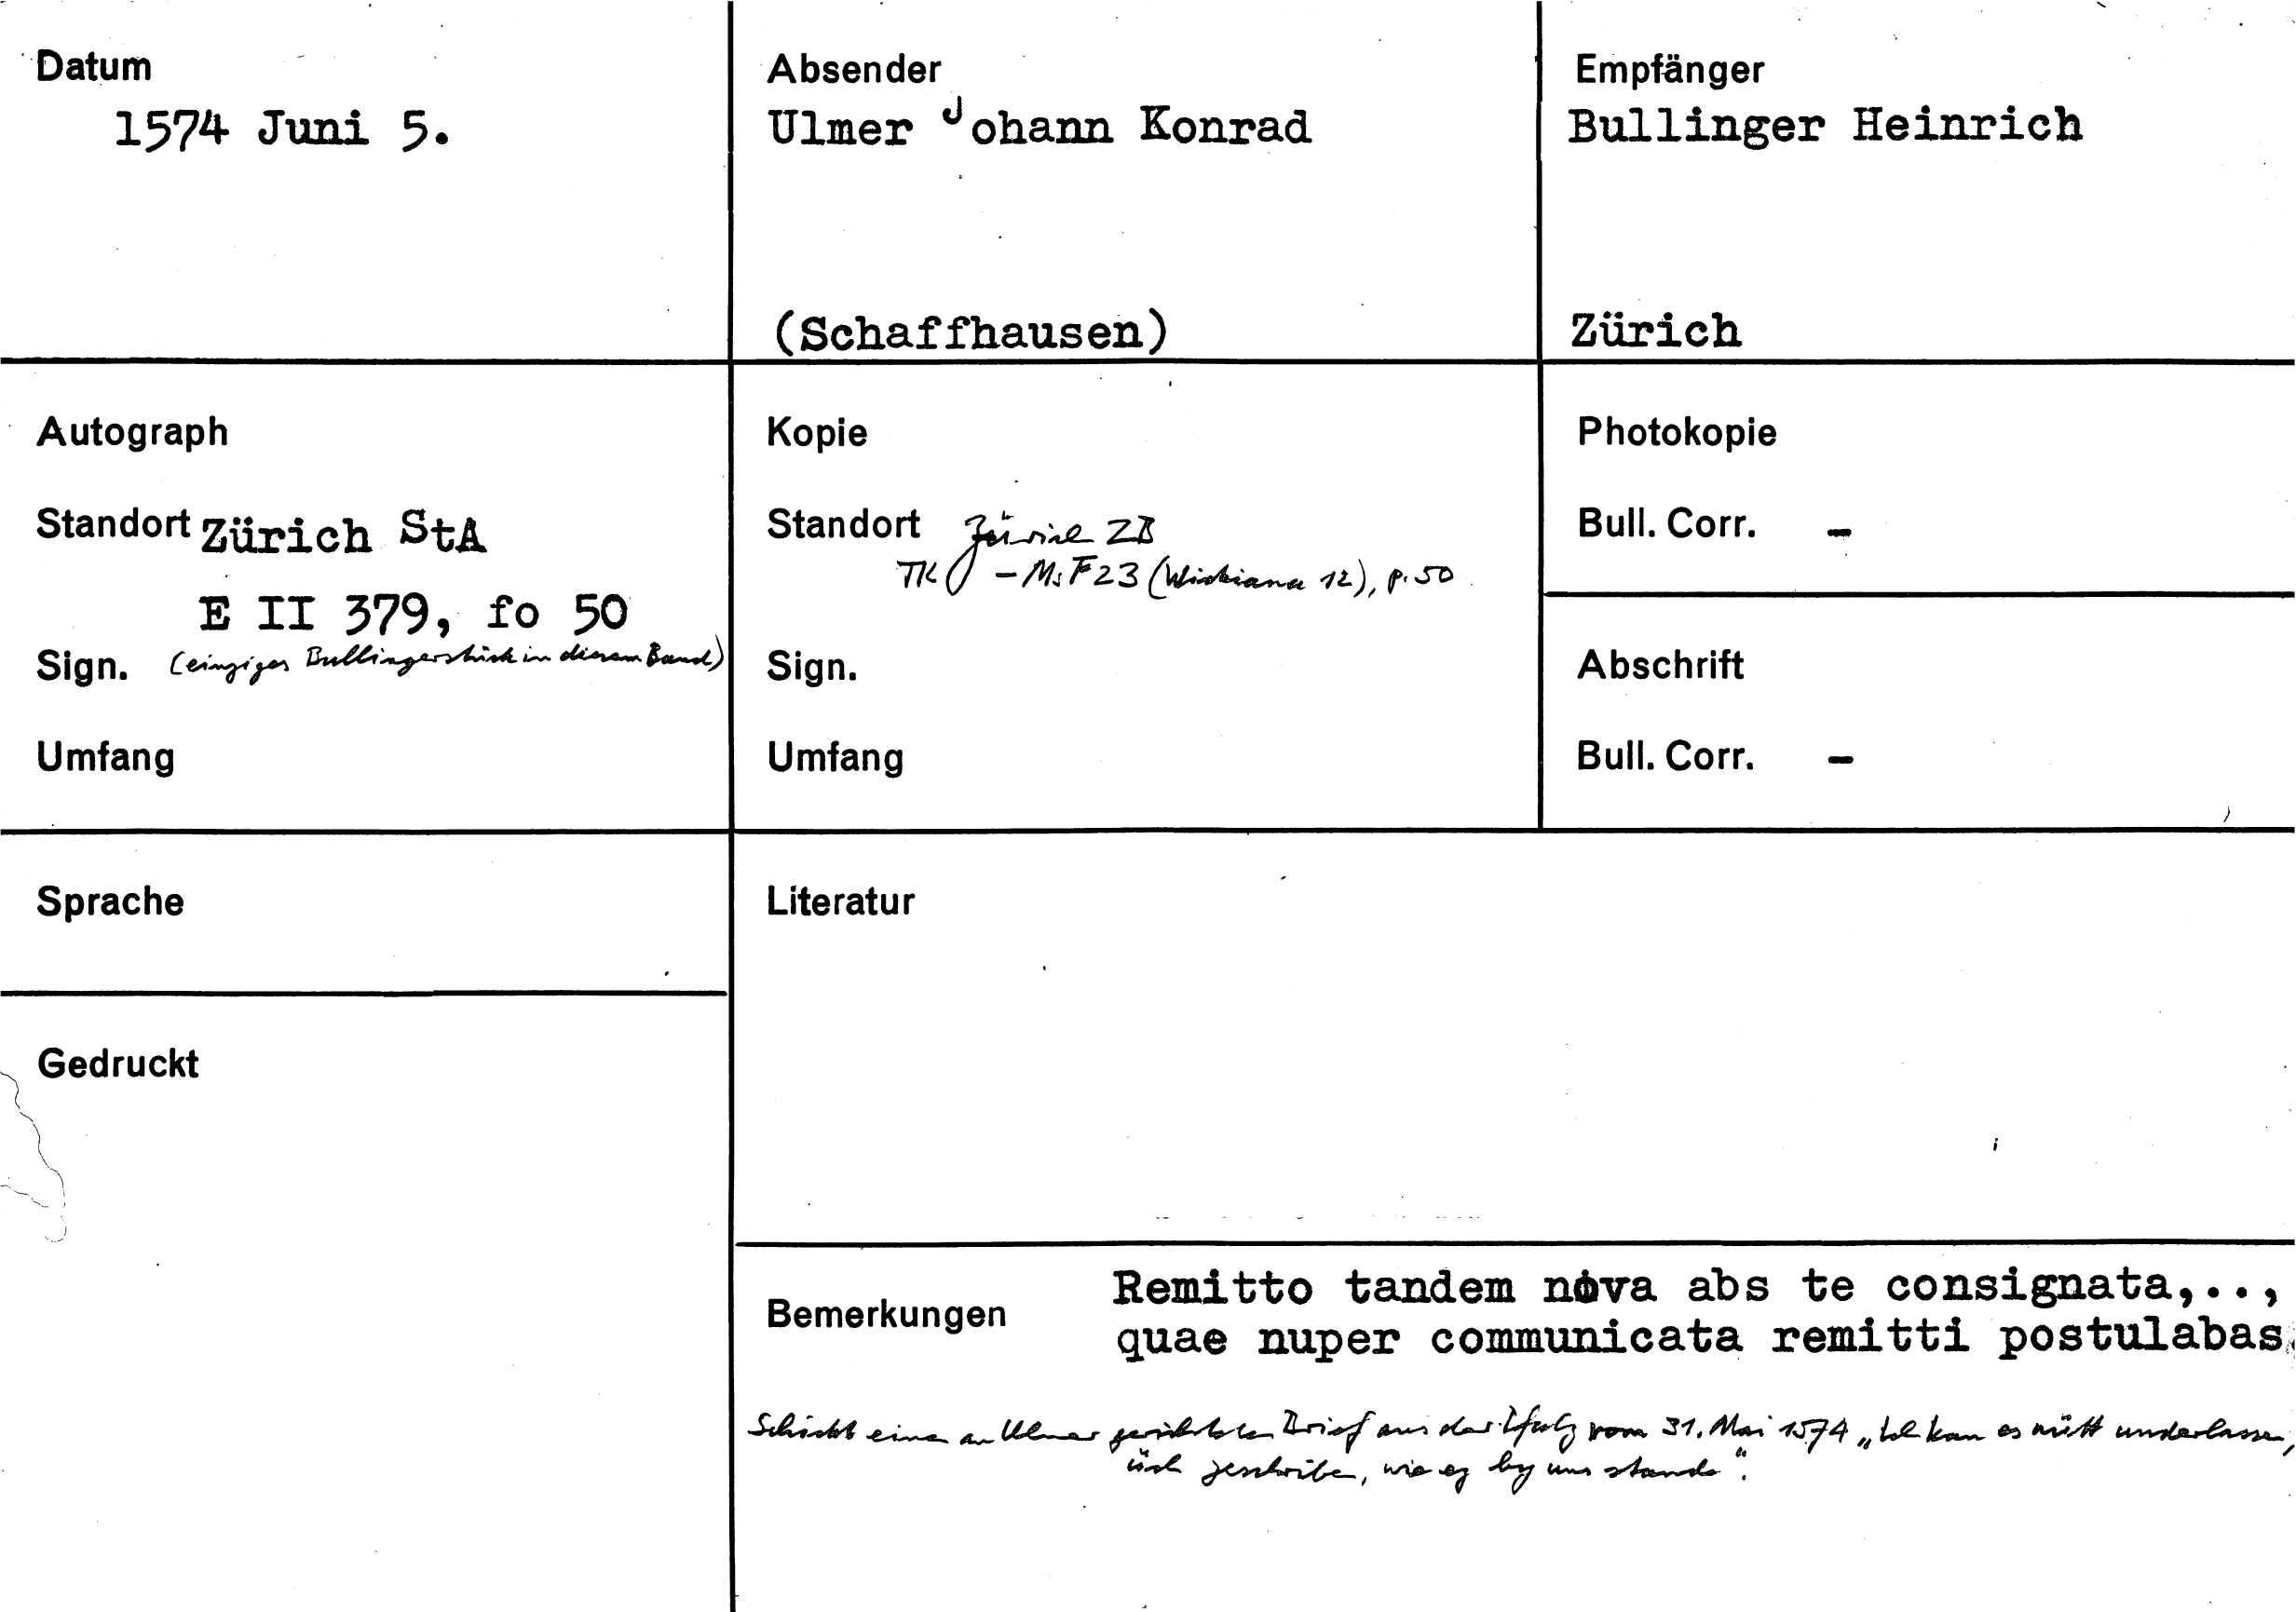 Datum
1574 Juni 5.
Absender
Ulmer Johann Konrad
(Schaffhausen)
Empfänger
Bullinger Heinrich
Zürich
Autograph
Standort Zürich StA
E II 379, fo 50
Sign. (einziges Bullingerstück in diesem Band)
Umfang
Kopie
Standort Zürich ZB
TK - Ms F 23 (Wickiana 12), p. 50
Sign.
Umfang
Photokopie
Bull. Corr. -
Abschrift
Bull. Corr. -
Sprache
Gedruckt
Literatur
Bemerkungen
Remitto tandem nova abs te consignata,..,
quae nuper communicata remitti postulabas.
Schickt einen an Ulmer gerichteten Brief aus der Pfalz vom 31. Mai 1574 „Ich kan es nütt underlassen,
üch geschriben, wie es by uns stande".